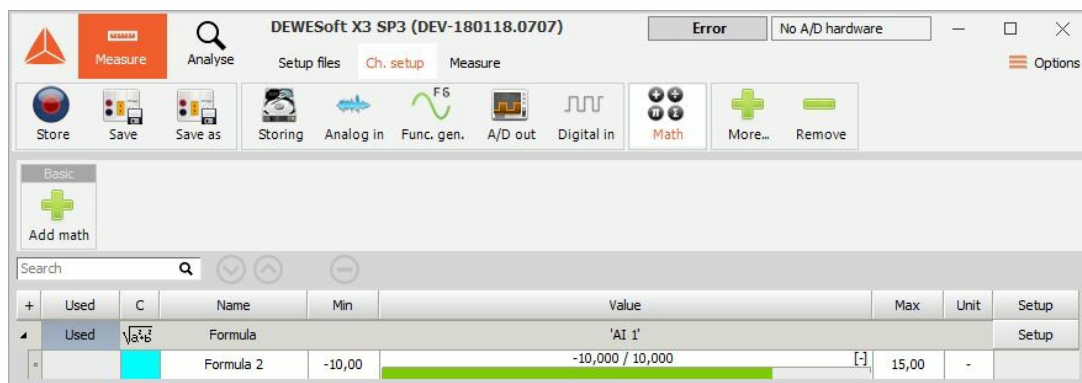 DEWESoft X3 SP3 (DEV-180118.0707) Error No A/D hardware
Measure Analyse Setup files Ch. setup Measure Options
FG
Store Save Save as Storing Analog in Func. gen. A/D out Digital in Math More... Remove
Basic
Add math
Search
+ Used C Name Min Value Max Unit Setup
Used √a²+b² Formula 'AI 1' Setup
Formula 2 -10,00 -10,000 / 10,000 [-] 15,00 -